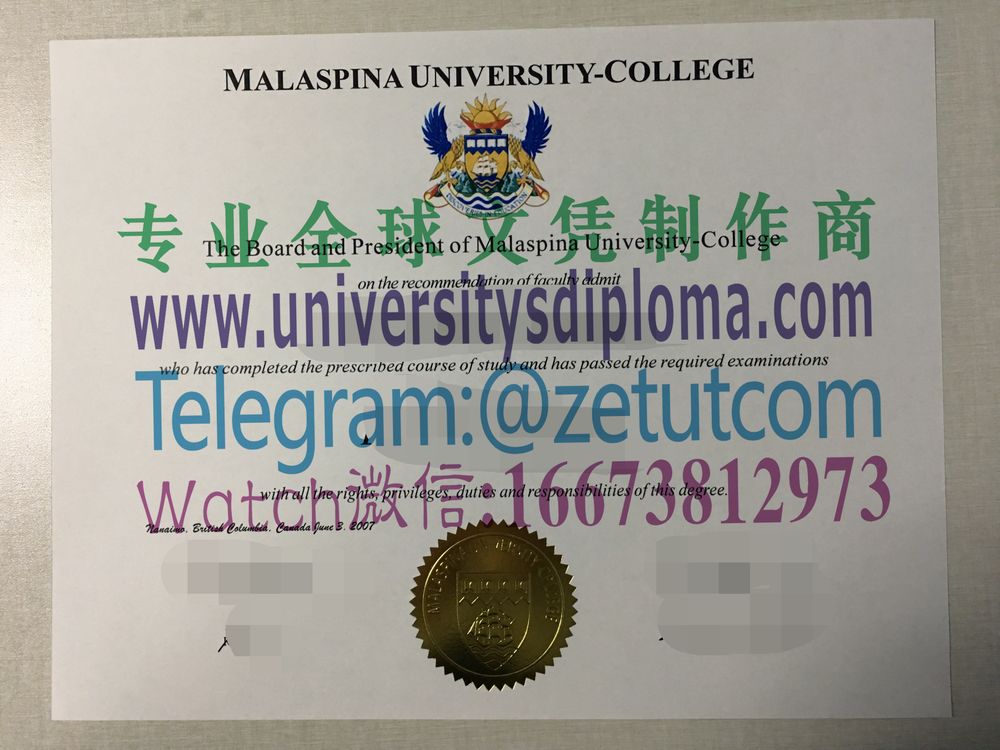 MALASPINA UNIVERSITY-COLLEGE
专业全球文凭制作商
The Board and President of Malaspina University-College
on the recommendation of faculty admit
www.universitysdiploma.com
who has completed the prescribed course of study and has passed the required examinations
Telegram:@zetutcom
Watch微信:16673812973
with all the rights, privileges, duties and responsibilities of this degree.
Nanaimo, British Columbia, Canada June 3, 2007
MALASPINA UNIVERSITY COLLEGE